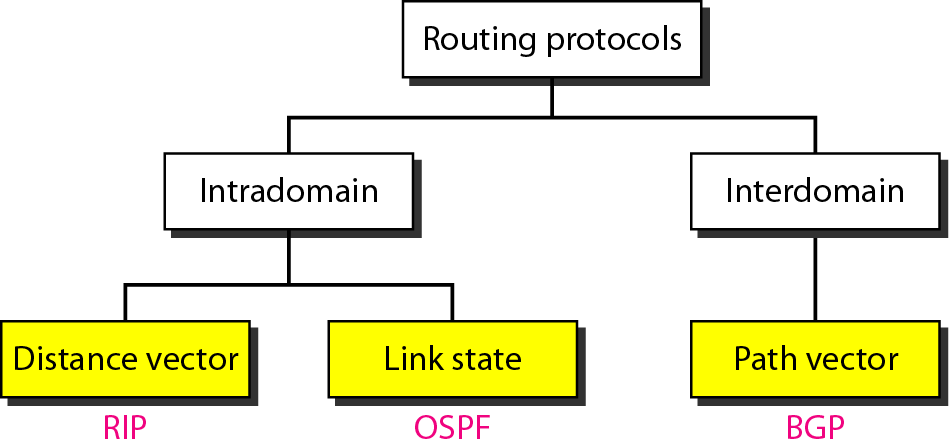 Routing protocols
Intradomain
Interdomain
Distance vector
Link state
Path vector
RIP
OSPF
BGP